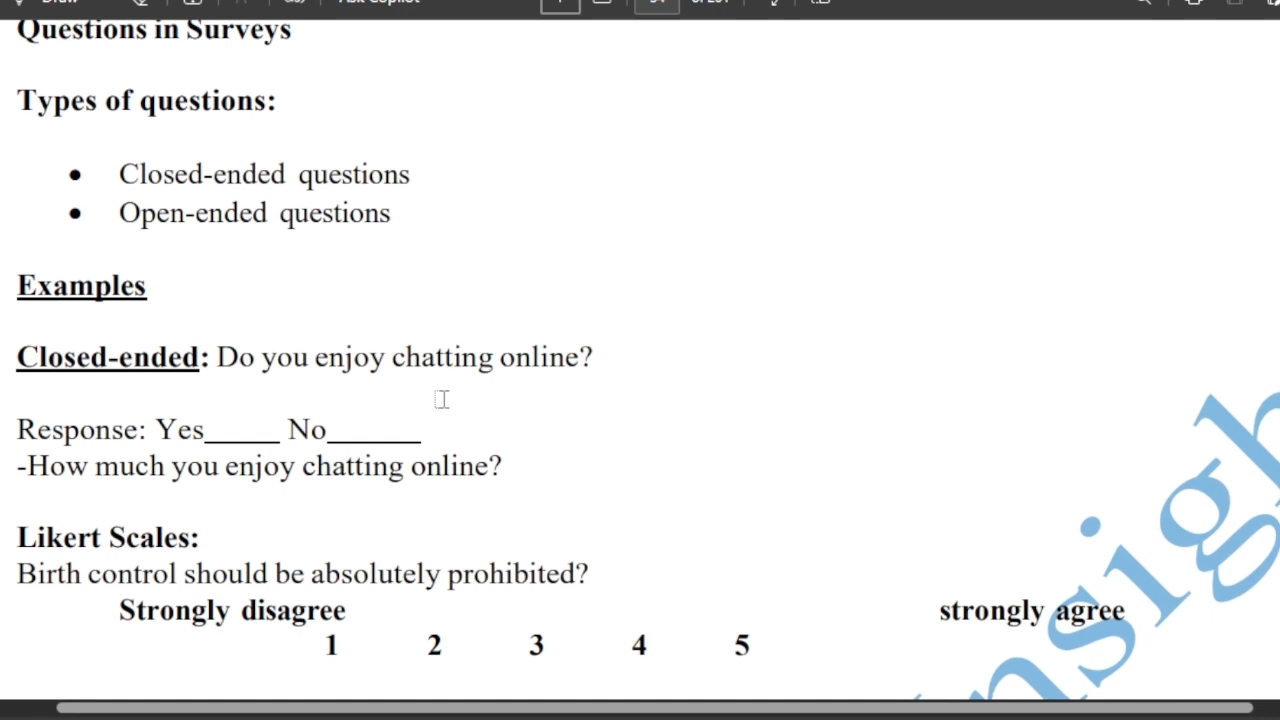 Questions in Surveys
Types of questions:
• Closed-ended questions
• Open-ended questions
Examples
Closed-ended: Do you enjoy chatting online?
Response: Yes_____ No______
-How much you enjoy chatting online?
Likert Scales:
Birth control should be absolutely prohibited?
Strongly disagree strongly agree
1 2 3 4 5